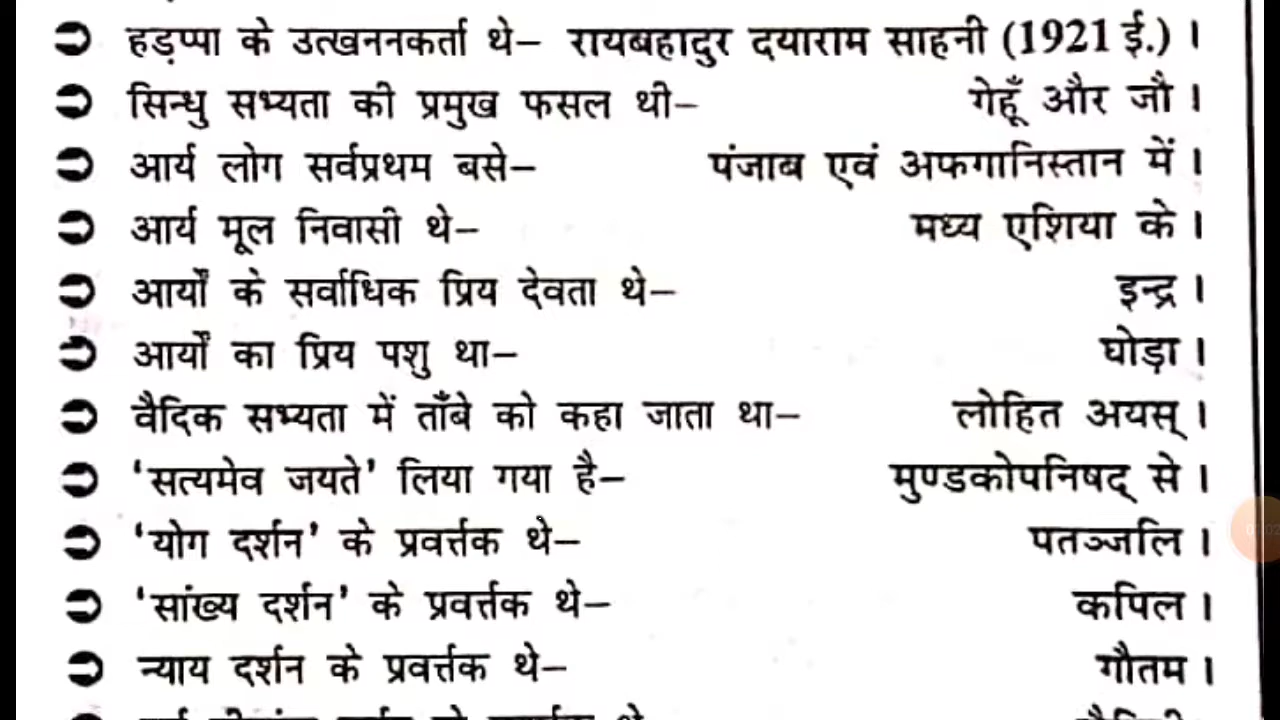 ➲ हड़प्पा के उत्खननकर्ता थे– रायबहादुर दयाराम साहनी (1921 ई.) ।
➲ सिन्धु सभ्यता की प्रमुख फसल थी– गेहूँ और जौ ।
➲ आर्य लोग सर्वप्रथम बसे– पंजाब एवं अफगानिस्तान में ।
➲ आर्य मूल निवासी थे– मध्य एशिया के ।
➲ आर्यों के सर्वाधिक प्रिय देवता थे– इन्द्र ।
➲ आर्यों का प्रिय पशु था– घोड़ा ।
➲ वैदिक सभ्यता में ताँबे को कहा जाता था– लोहित अयस् ।
➲ 'सत्यमेव जयते' लिया गया है– मुण्डकोपनिषद् से ।
➲ 'योग दर्शन' के प्रवर्त्तक थे– पतञ्जलि ।
➲ 'सांख्य दर्शन' के प्रवर्त्तक थे– कपिल ।
➲ न्याय दर्शन के प्रवर्त्तक थे– गौतम ।